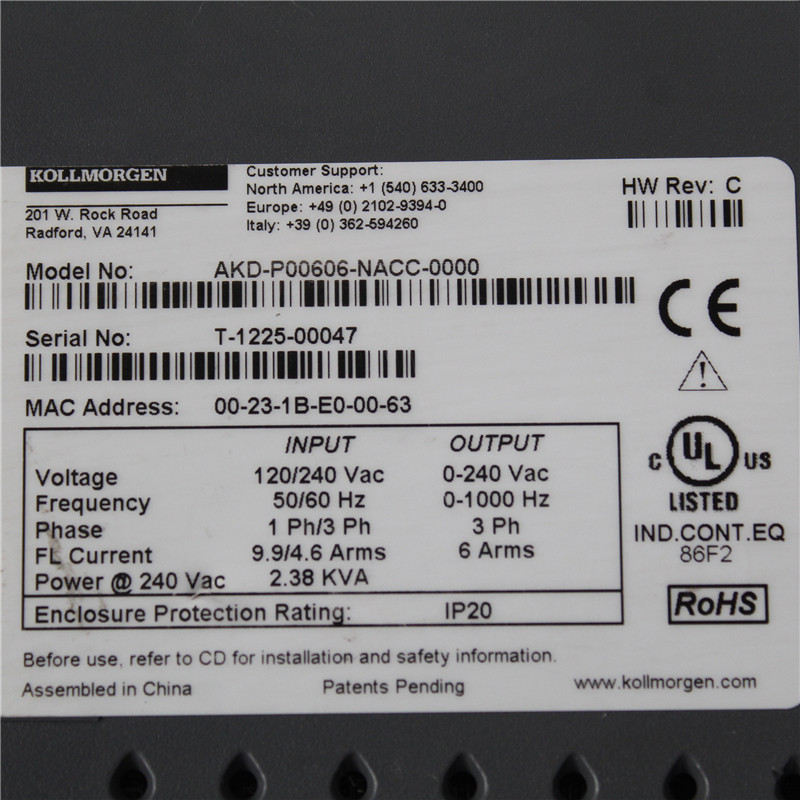 KOLLMORGEN
201 W. Rock Road
Radford, VA 24141
Customer Support:
North America: +1 (540) 633-3400
Europe: +49 (0) 2102-9394-0
Italy: +39 (0) 362-594260
HW Rev: C
Model No: AKD-P00606-NACC-0000
Serial No: T-1225-00047
MAC Address: 00-23-1B-E0-00-63
CE
INPUT OUTPUT
Voltage 120/240 Vac 0-240 Vac
Frequency 50/60 Hz 0-1000 Hz
Phase 1 Ph/3 Ph 3 Ph
FL Current 9.9/4.6 Arms 6 Arms
Power @ 240 Vac 2.38 KVA
Enclosure Protection Rating: IP20
C UL US
LISTED
IND.CONT.EQ
86F2
RoHS
Before use, refer to CD for installation and safety information.
Assembled in China Patents Pending www.kollmorgen.com